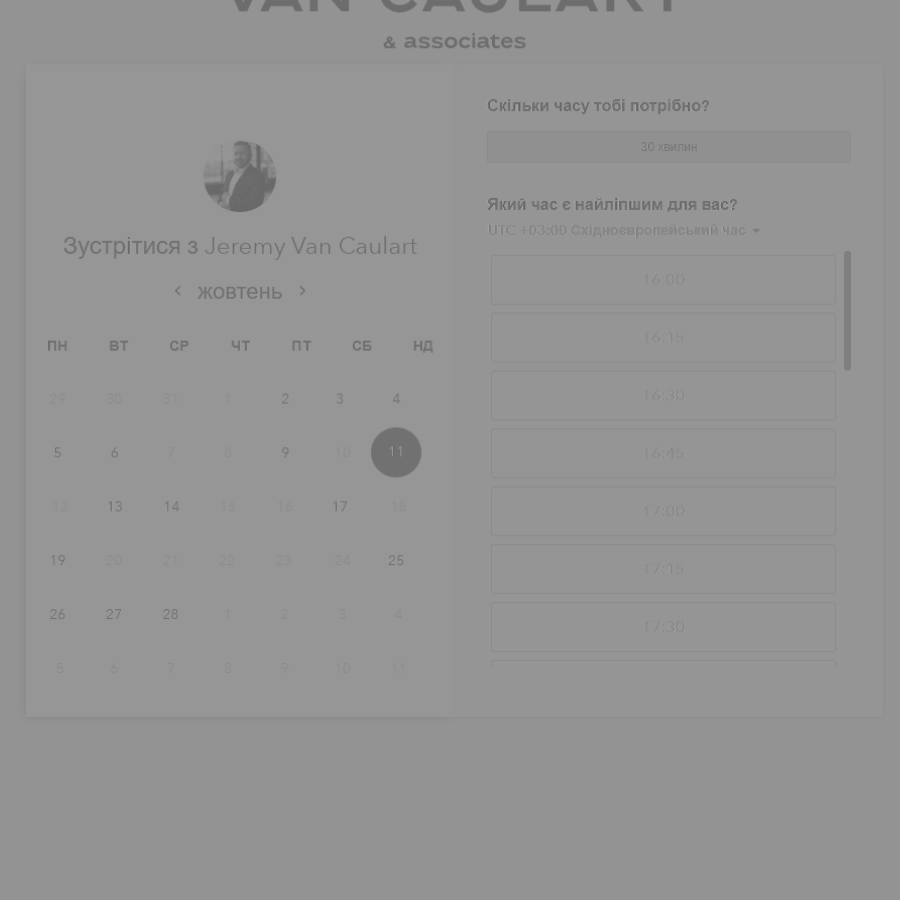 VAN CAULART
& associates
Зустрітися з Jeremy Van Caulart
жовтень
ПН ВТ СР ЧТ ПТ СБ НД
29 30 31 1 2 3 4
5 6 7 8 9 10 11
12 13 14 15 16 17 18
19 20 21 22 23 24 25
26 27 28 1 2 3 4
5 6 7 8 9 10 11
Скільки часу тобі потрібно?
30 хвилин
Який час є найліпшим для вас?
UTC +03:00 Східноєвропейський час
16:00
16:15
16:30
16:45
17:00
17:15
17:30